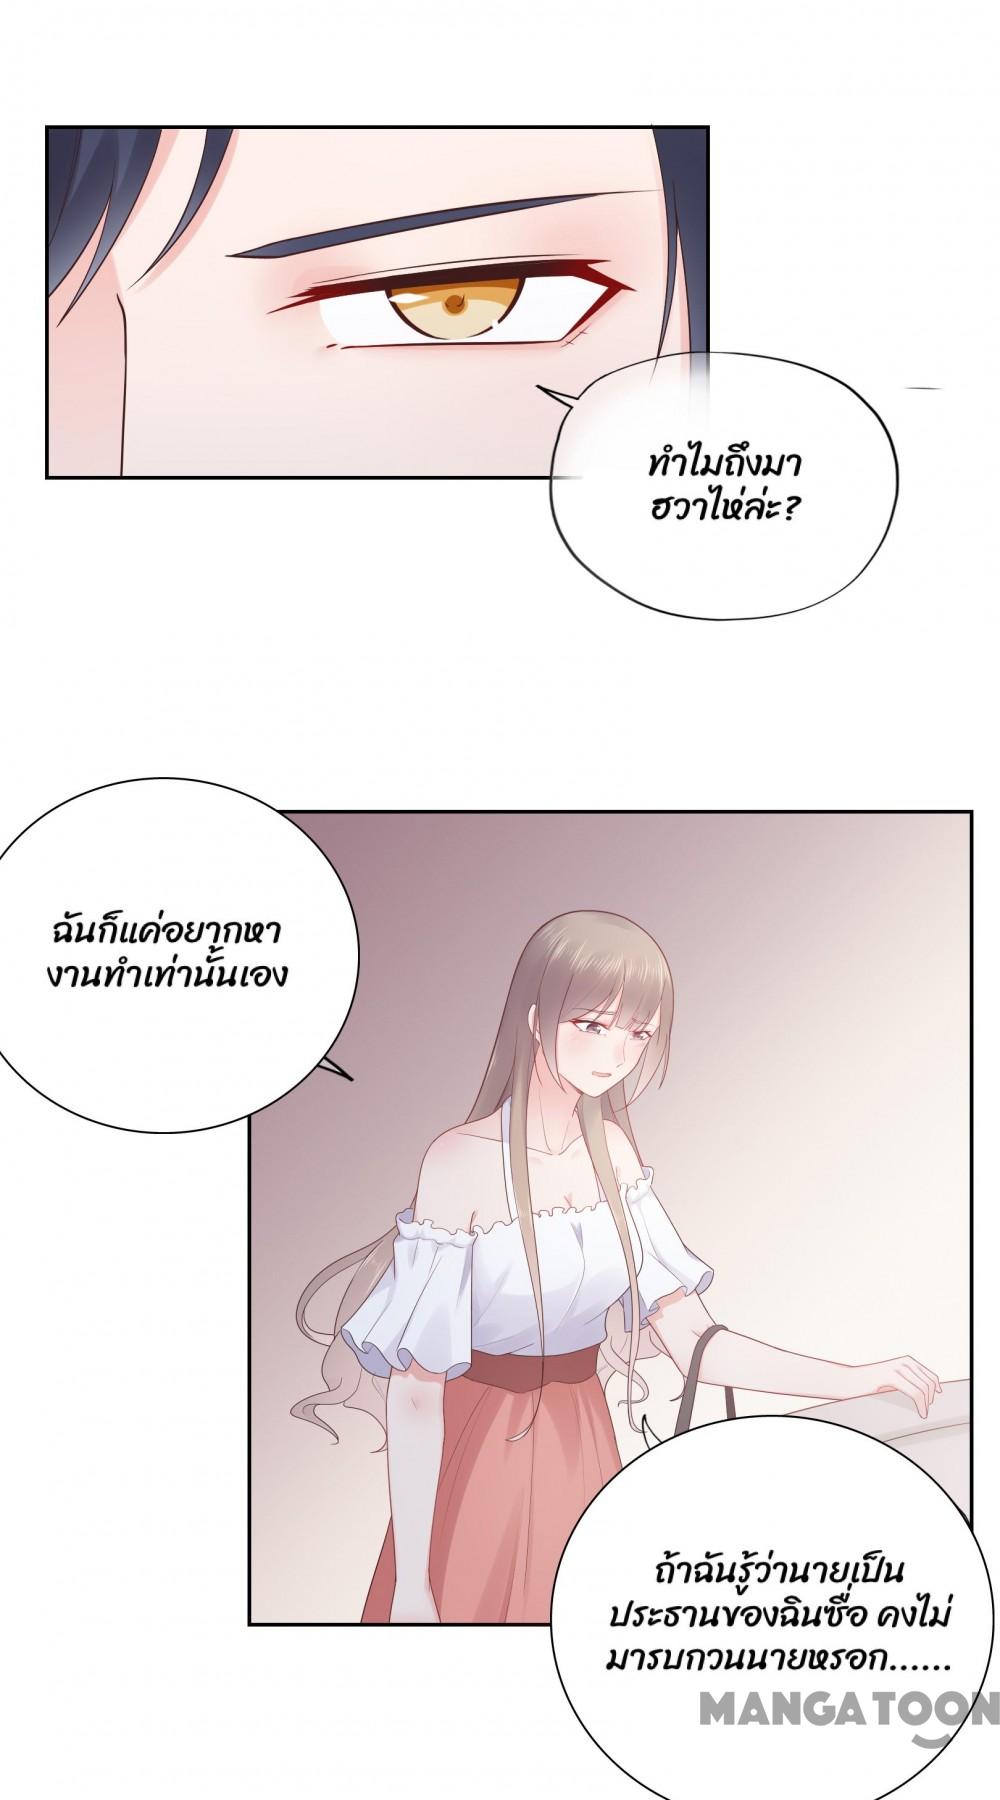 ทำไมถึงมา
ฮวาไห่ล่ะ?
ฉันก็แค่อยากหา
งานทำเท่านั้นเอง
ถ้าฉันรู้ว่านายเป็น
ประธานของฉินซื่อ คงไม่
มารบกวนนายหรอก......
MANGATOON